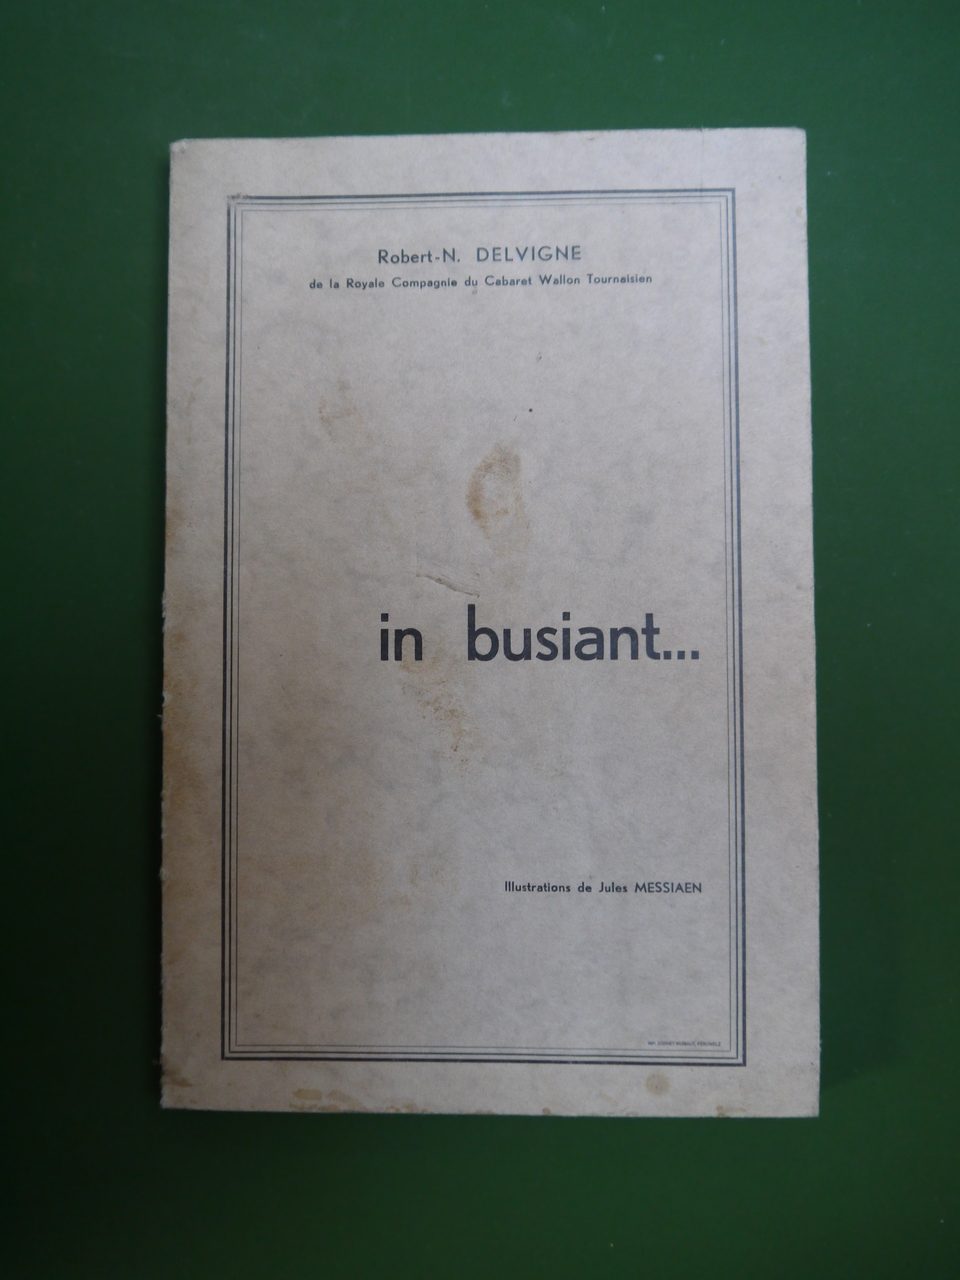 Robert-N. DELVIGNE
de la Royale Compagnie du Cabaret Wallon Tournaisien
in busiant...
Illustrations de Jules MESSIAEN